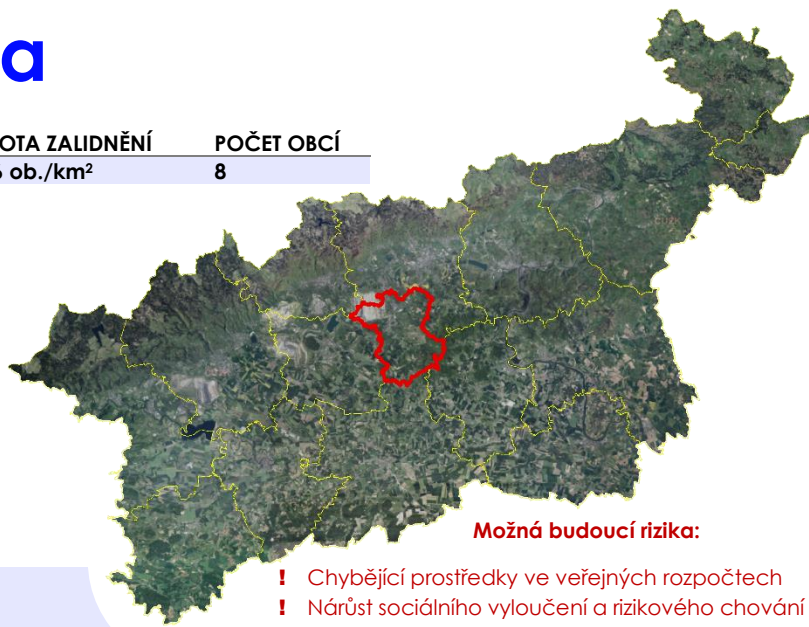 a
OTA ZALIDNĚNÍ POČET OBCÍ
ob./km² 8
Možná budoucí rizika:
! Chybějící prostředky ve veřejných rozpočtech
! Nárůst sociálního vyloučení a rizikového chování